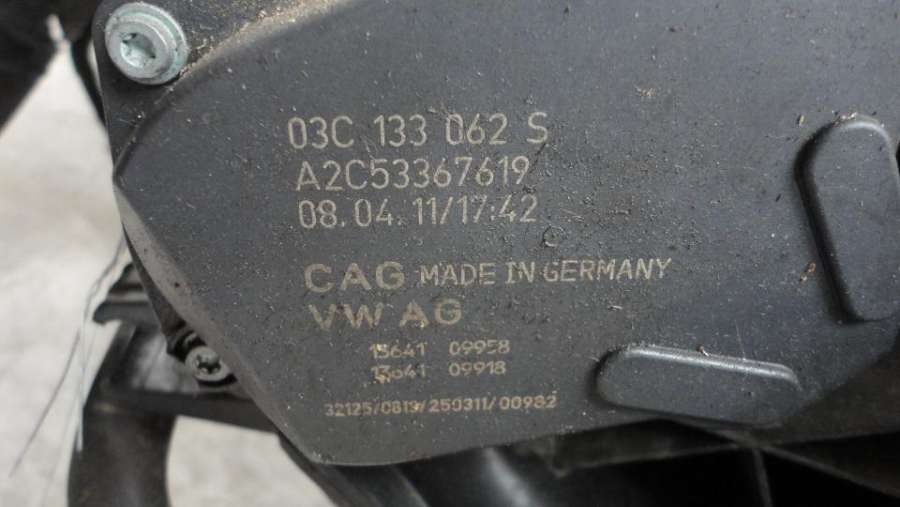 03C 133 062 S
A2C53367619
08.04.11/17:42
CAG MADE IN GERMANY
VW AG
15641 09958
13641 09918
32125/0819/250311/00982